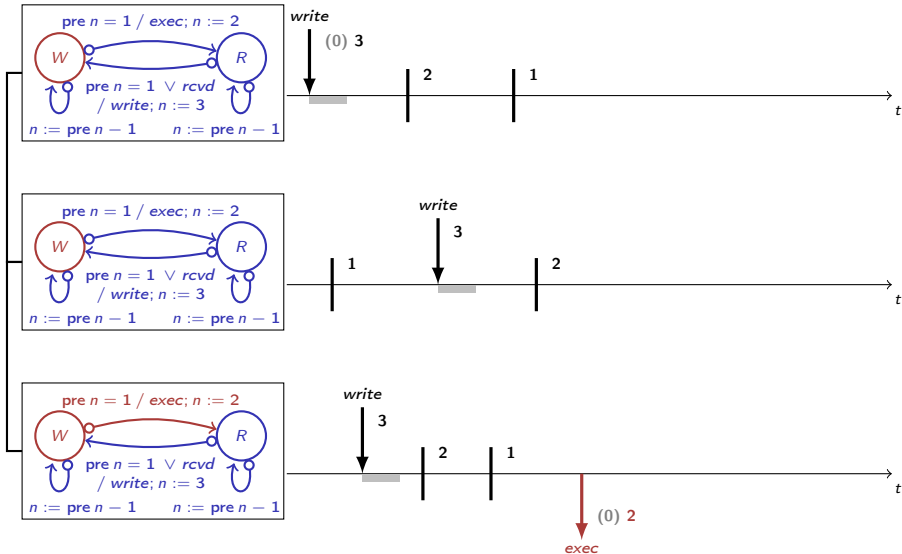 pre n = 1 / exec; n := 2
W
R
pre n = 1 ∨ rcvd
/ write; n := 3
n := pre n − 1
n := pre n − 1
write
(0) 3
2
1
t
pre n = 1 / exec; n := 2
W
R
pre n = 1 ∨ rcvd
/ write; n := 3
n := pre n − 1
n := pre n − 1
1
write
3
2
t
pre n = 1 / exec; n := 2
W
R
pre n = 1 ∨ rcvd
/ write; n := 3
n := pre n − 1
n := pre n − 1
write
3
2
1
t
(0) 2
exec